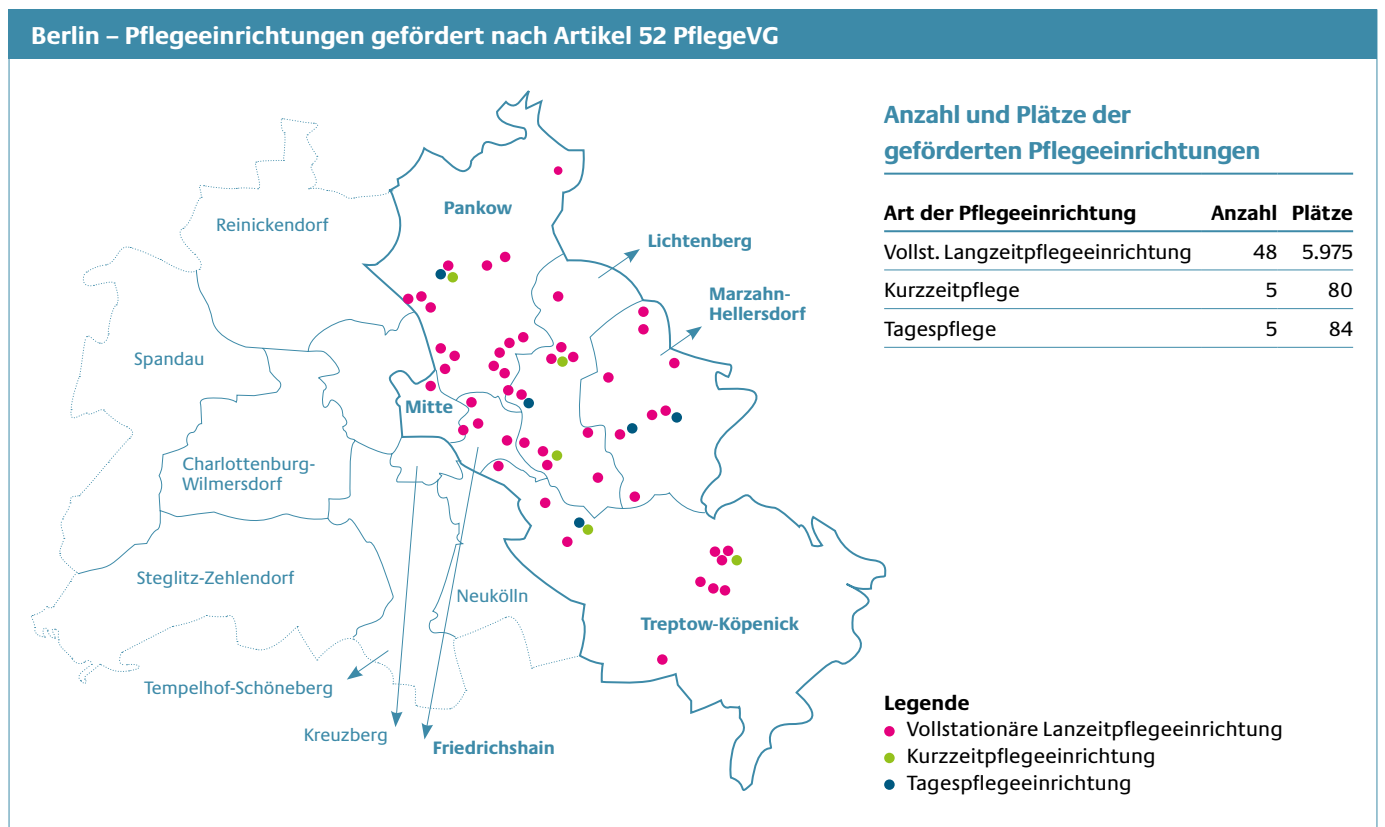 Berlin – Pflegeeinrichtungen gefördert nach Artikel 52 PflegeVG
Anzahl und Plätze der
geförderten Pflegeeinrichtungen
Art der Pflegeeinrichtung Anzahl Plätze
Vollst. Langzeitpflegeeinrichtung 48 5.975
Kurzzeitpflege 5 80
Tagespflege 5 84
Pankow
Reinickendorf
Lichtenberg
Marzahn-
Hellersdorf
Spandau
Mitte
Charlottenburg-
Wilmersdorf
Steglitz-Zehlendorf
Neukölln
Treptow-Köpenick
Tempelhof-Schöneberg
Kreuzberg
Friedrichshain
Legende
Vollstationäre Lanzeitpflegeeinrichtung
Kurzzeitpflegeeinrichtung
Tagespflegeeinrichtung